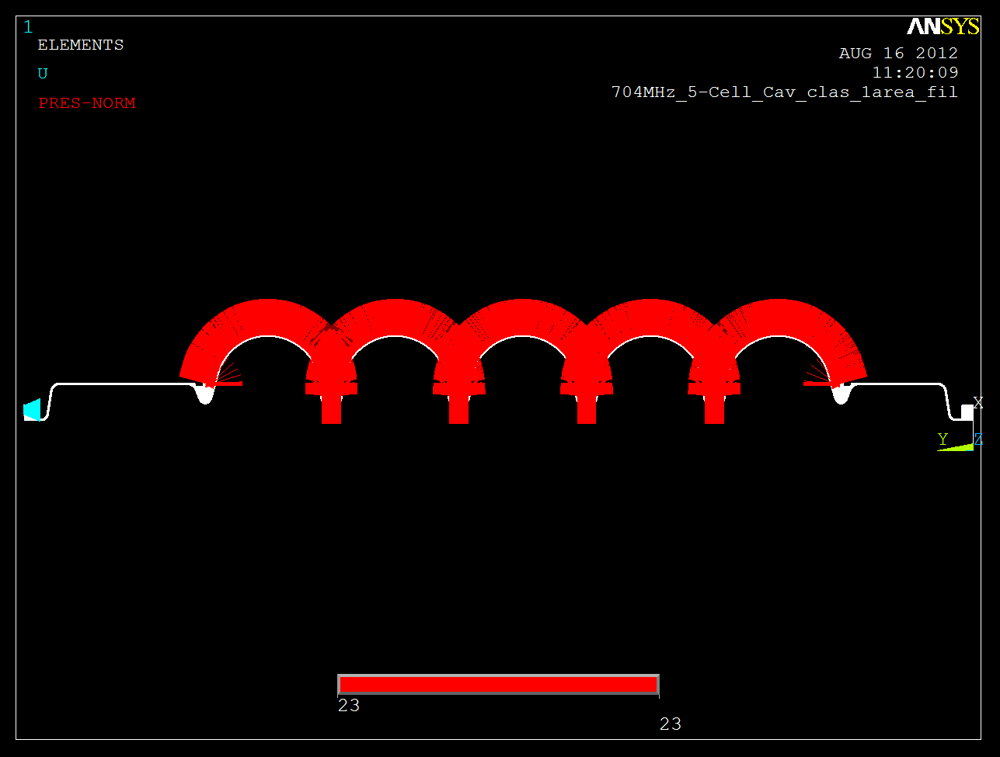 1
ANSYS
ELEMENTS
AUG 16 2012
U
11:20:09
704MHz_5-Cell_Cav_clas_1area_fil
PRES-NORM
X
Y
Z
23
23